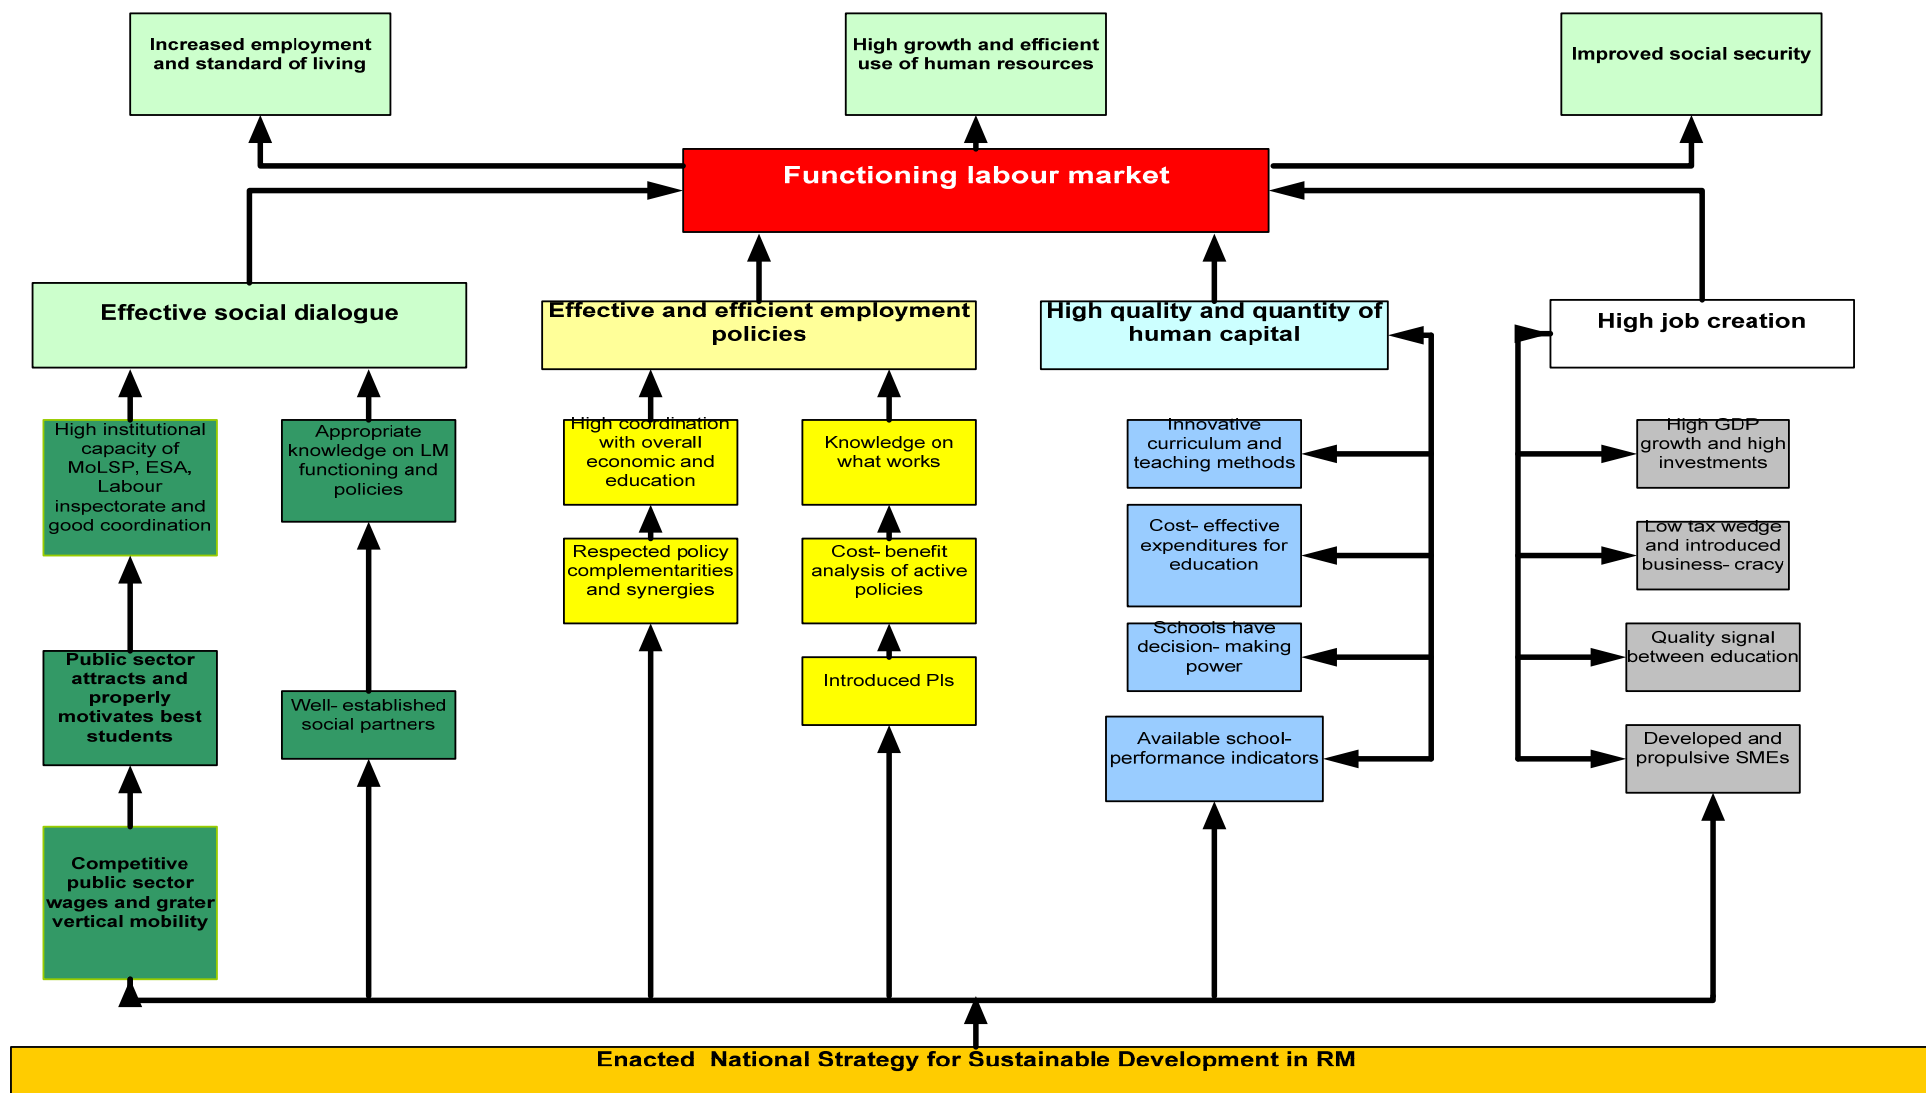 Increased employment
and standard of living
High growth and efficient
use of human resources
Improved social security
Functioning labour market
Effective social dialogue
Effective and efficient employment
policies
High quality and quantity of
human capital
High job creation
High institutional
capacity of
MoLSP, ESA,
Labour
inspectorate and
good coordination
Appropriate
knowledge on LM
functioning and
policies
High coordination
with overall
economic and
education
Knowledge on
what works
Innovative
curriculum and
teaching methods
High GDP
growth and high
investments
Respected policy
complementarities
and synergies
Cost- benefit
analysis of active
policies
Cost- effective
expenditures for
education
Low tax wedge
and introduced
business- cracy
Public sector
attracts and
properly
motivates best
students
Well- established
social partners
Introduced PIs
Schools have
decision- making
power
Quality signal
between education
Available school-
performance indicators
Developed and
propulsive SMEs
Competitive
public sector
wages and grater
vertical mobility
Enacted  National Strategy for Sustainable Development in RM